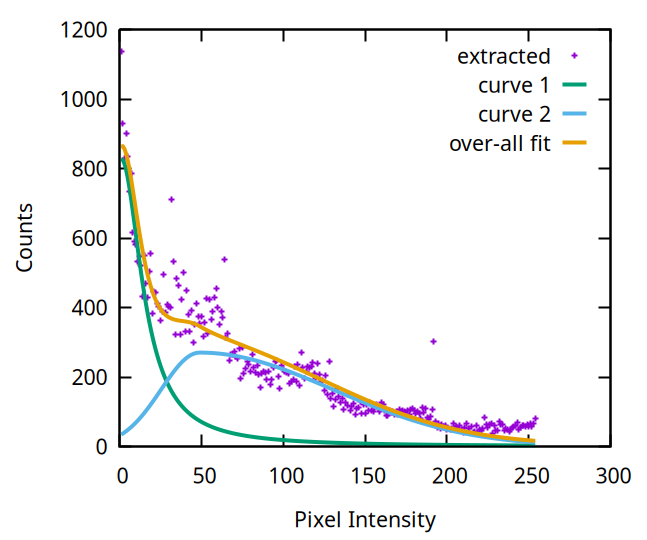 1200
1000
800
600
400
200
0
Counts
extracted
curve 1
curve 2
over-all fit
0 50 100 150 200 250 300
Pixel Intensity